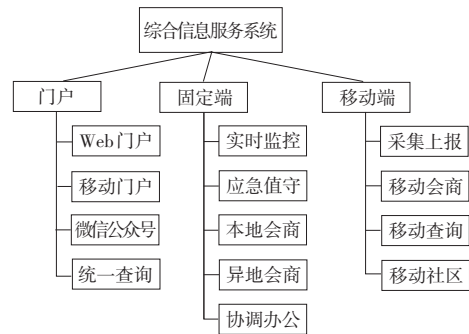 综合信息服务系统
门户
固定端
移动端
Web门户
移动门户
微信公众号
统一查询
实时监控
应急值守
本地会商
异地会商
协调办公
采集上报
移动会商
移动查询
移动社区